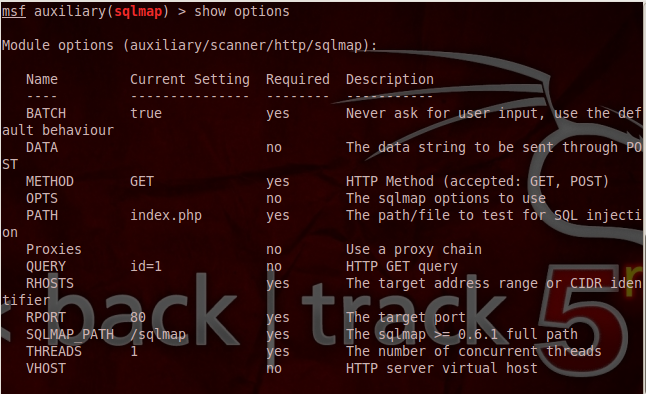 msf auxiliary(sqlmap) > show options
Module options (auxiliary/scanner/http/sqlmap):
Name Current Setting Required Description
---- --------------- -------- -----------
BATCH true yes Never ask for user input, use the def
ault behaviour
DATA no The data string to be sent through PO
ST
METHOD GET yes HTTP Method (accepted: GET, POST)
OPTS no The sqlmap options to use
PATH index.php yes The path/file to test for SQL injecti
on
Proxies no Use a proxy chain
QUERY id=1 no HTTP GET query
RHOSTS yes The target address range or CIDR iden
tifier
RPORT 80 yes The target port
SQLMAP_PATH /sqlmap yes The sqlmap >= 0.6.1 full path
THREADS 1 yes The number of concurrent threads
VHOST no HTTP server virtual host
back | track 5r